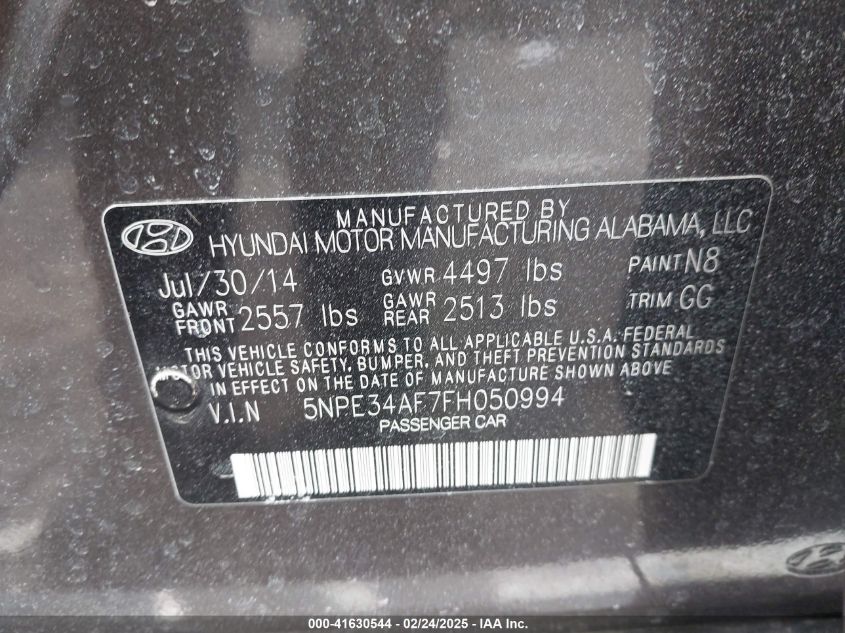 MANUFACTURED BY
HYUNDAI MOTOR MANUFACTURING ALABAMA, LLC
Jul/30/14 GVWR 4497 lbs PAINT N8
GAWR FRONT 2557 lbs GAWR REAR 2513 lbs TRIM GG
THIS VEHICLE CONFORMS TO ALL APPLICABLE U.S.A. FEDERAL
MOTOR VEHICLE SAFETY, BUMPER, AND THEFT PREVENTION STANDARDS
IN EFFECT ON THE DATE OF MANUFACTURE SHOWN ABOVE
V.I.N 5NPE34AF7FH050994
PASSENGER CAR
000-41630544 - 02/24/2025 - IAA Inc.